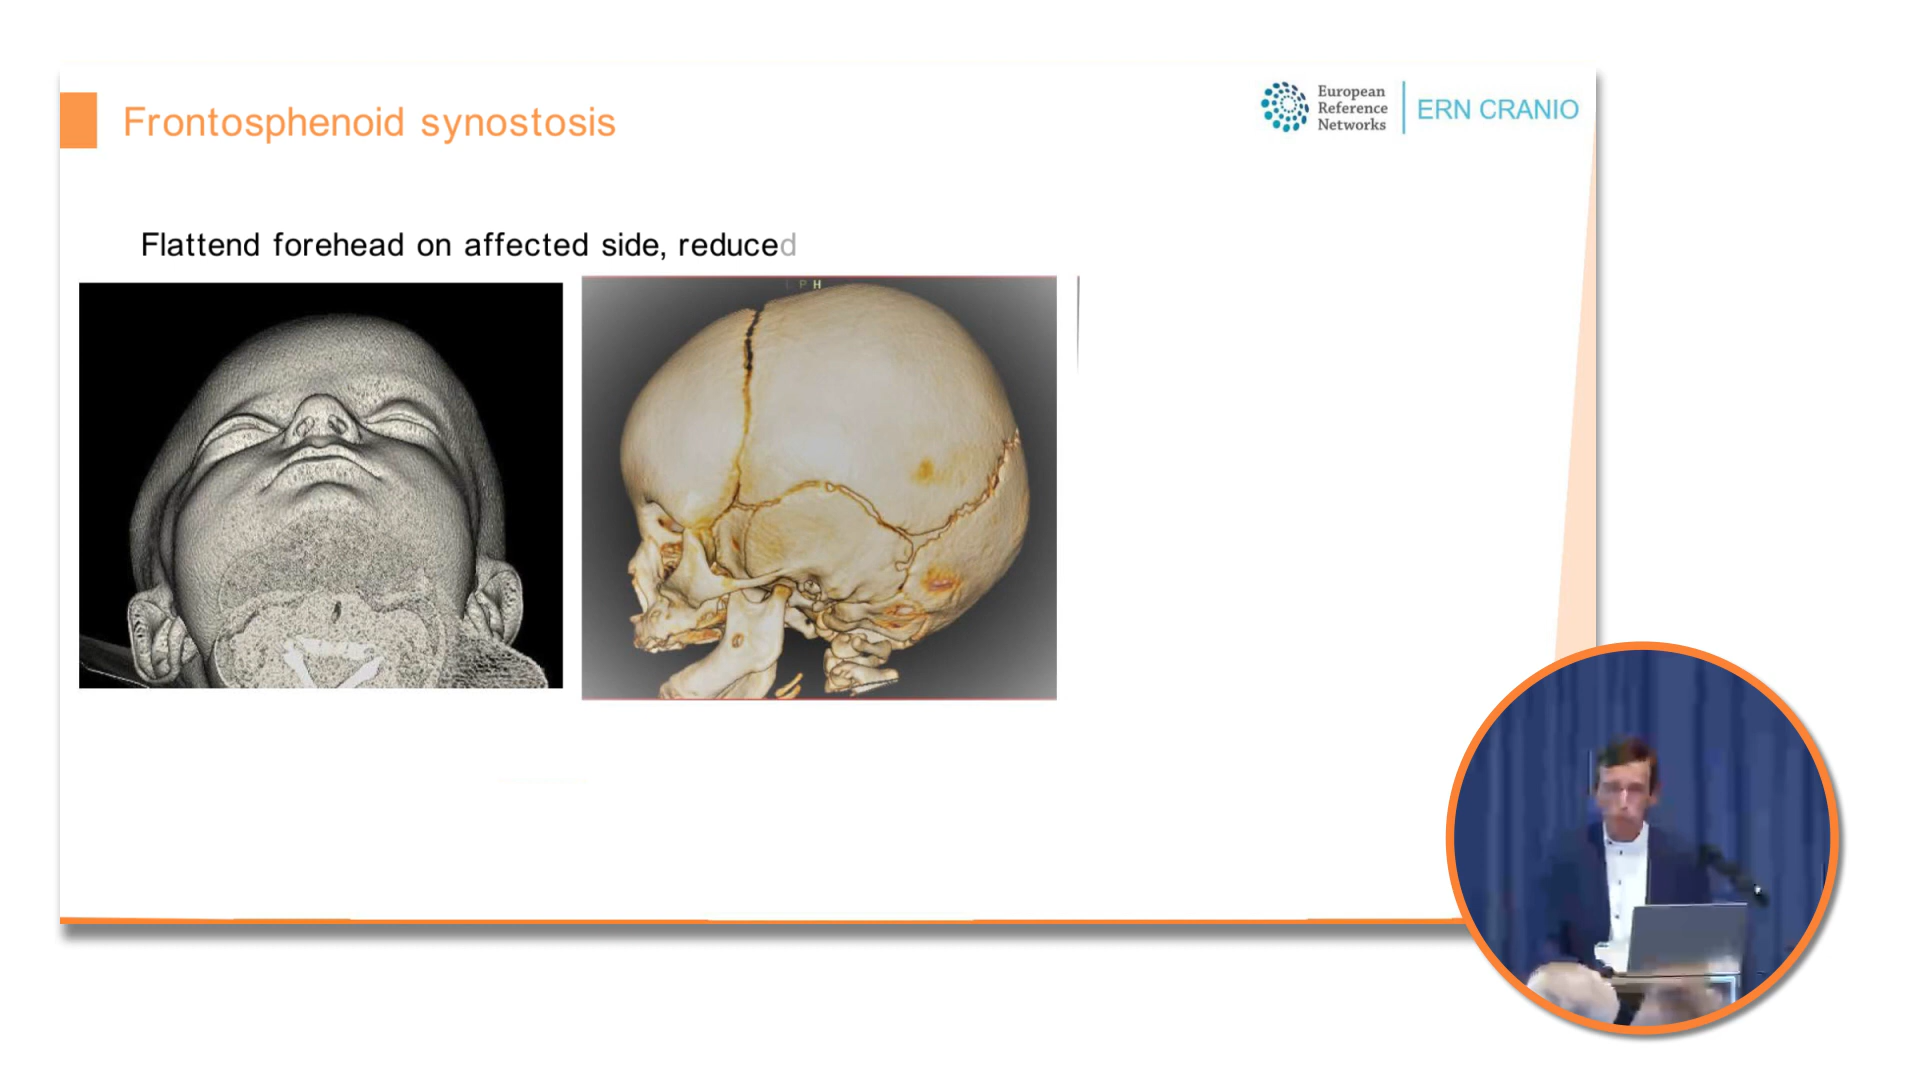 Frontosphenoid synostosis
European
Reference
Networks
ERN CRANIO
Flattend forehead on affected side, reduced
L P H